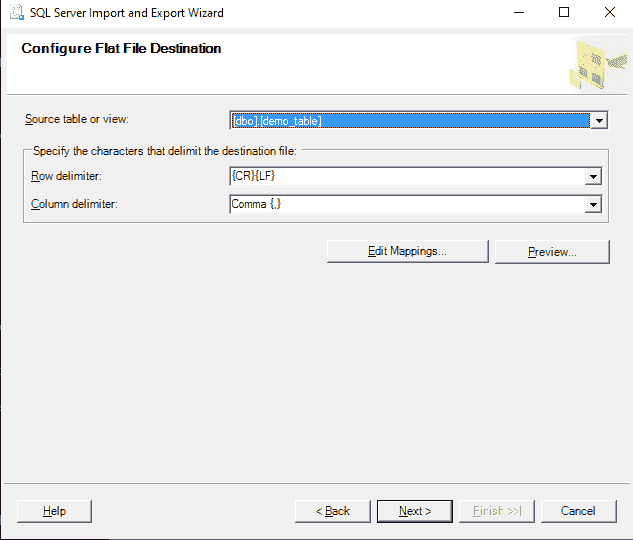 SQL Server Import and Export Wizard
Configure Flat File Destination
Source table or view: [dbo].[demo_table]
Specify the characters that delimit the destination file:
Row delimiter: {CR}{LF}
Column delimiter: Comma {,}
Edit Mappings... Preview...
Help < Back Next > Finish >>| Cancel